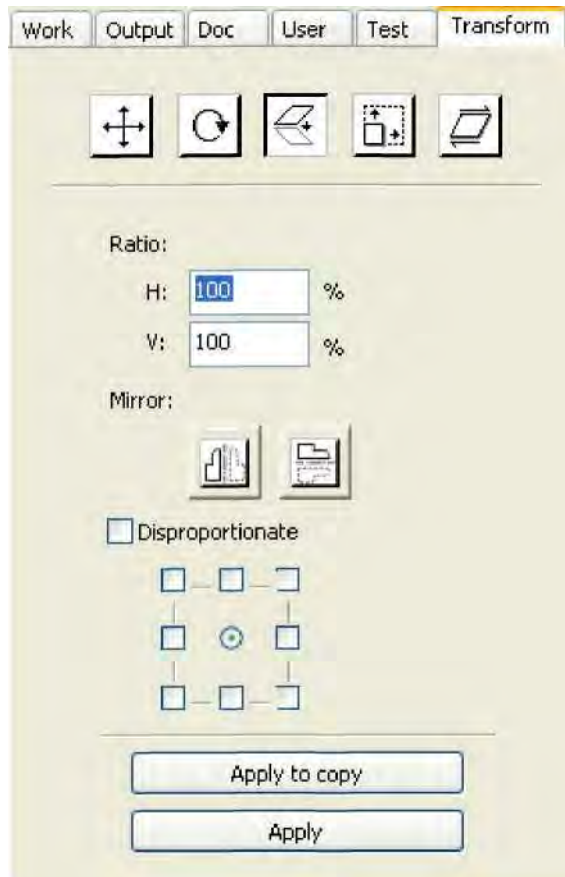 Work Output Doc User Test Transform
Ratio:
H: 100 %
V: 100 %
Mirror:
Disproportionate
Apply to copy
Apply